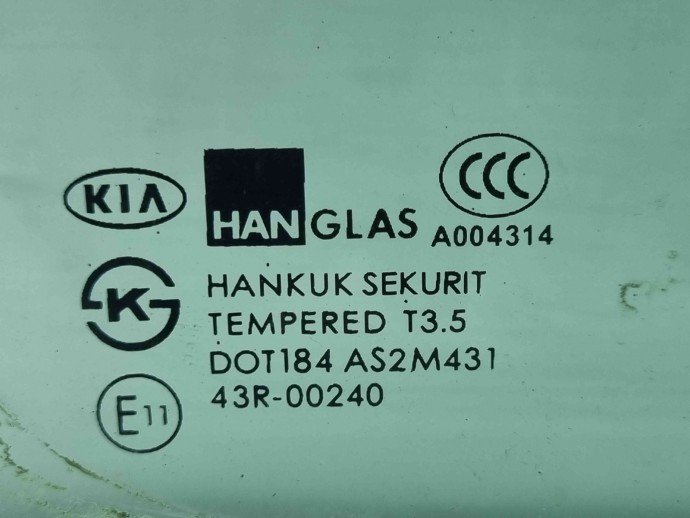 KIA
HANGLAS
CCC
A004314
K
HANKUK SEKURIT
TEMPERED T3.5
DOT184 AS2M431
E11
43R-00240